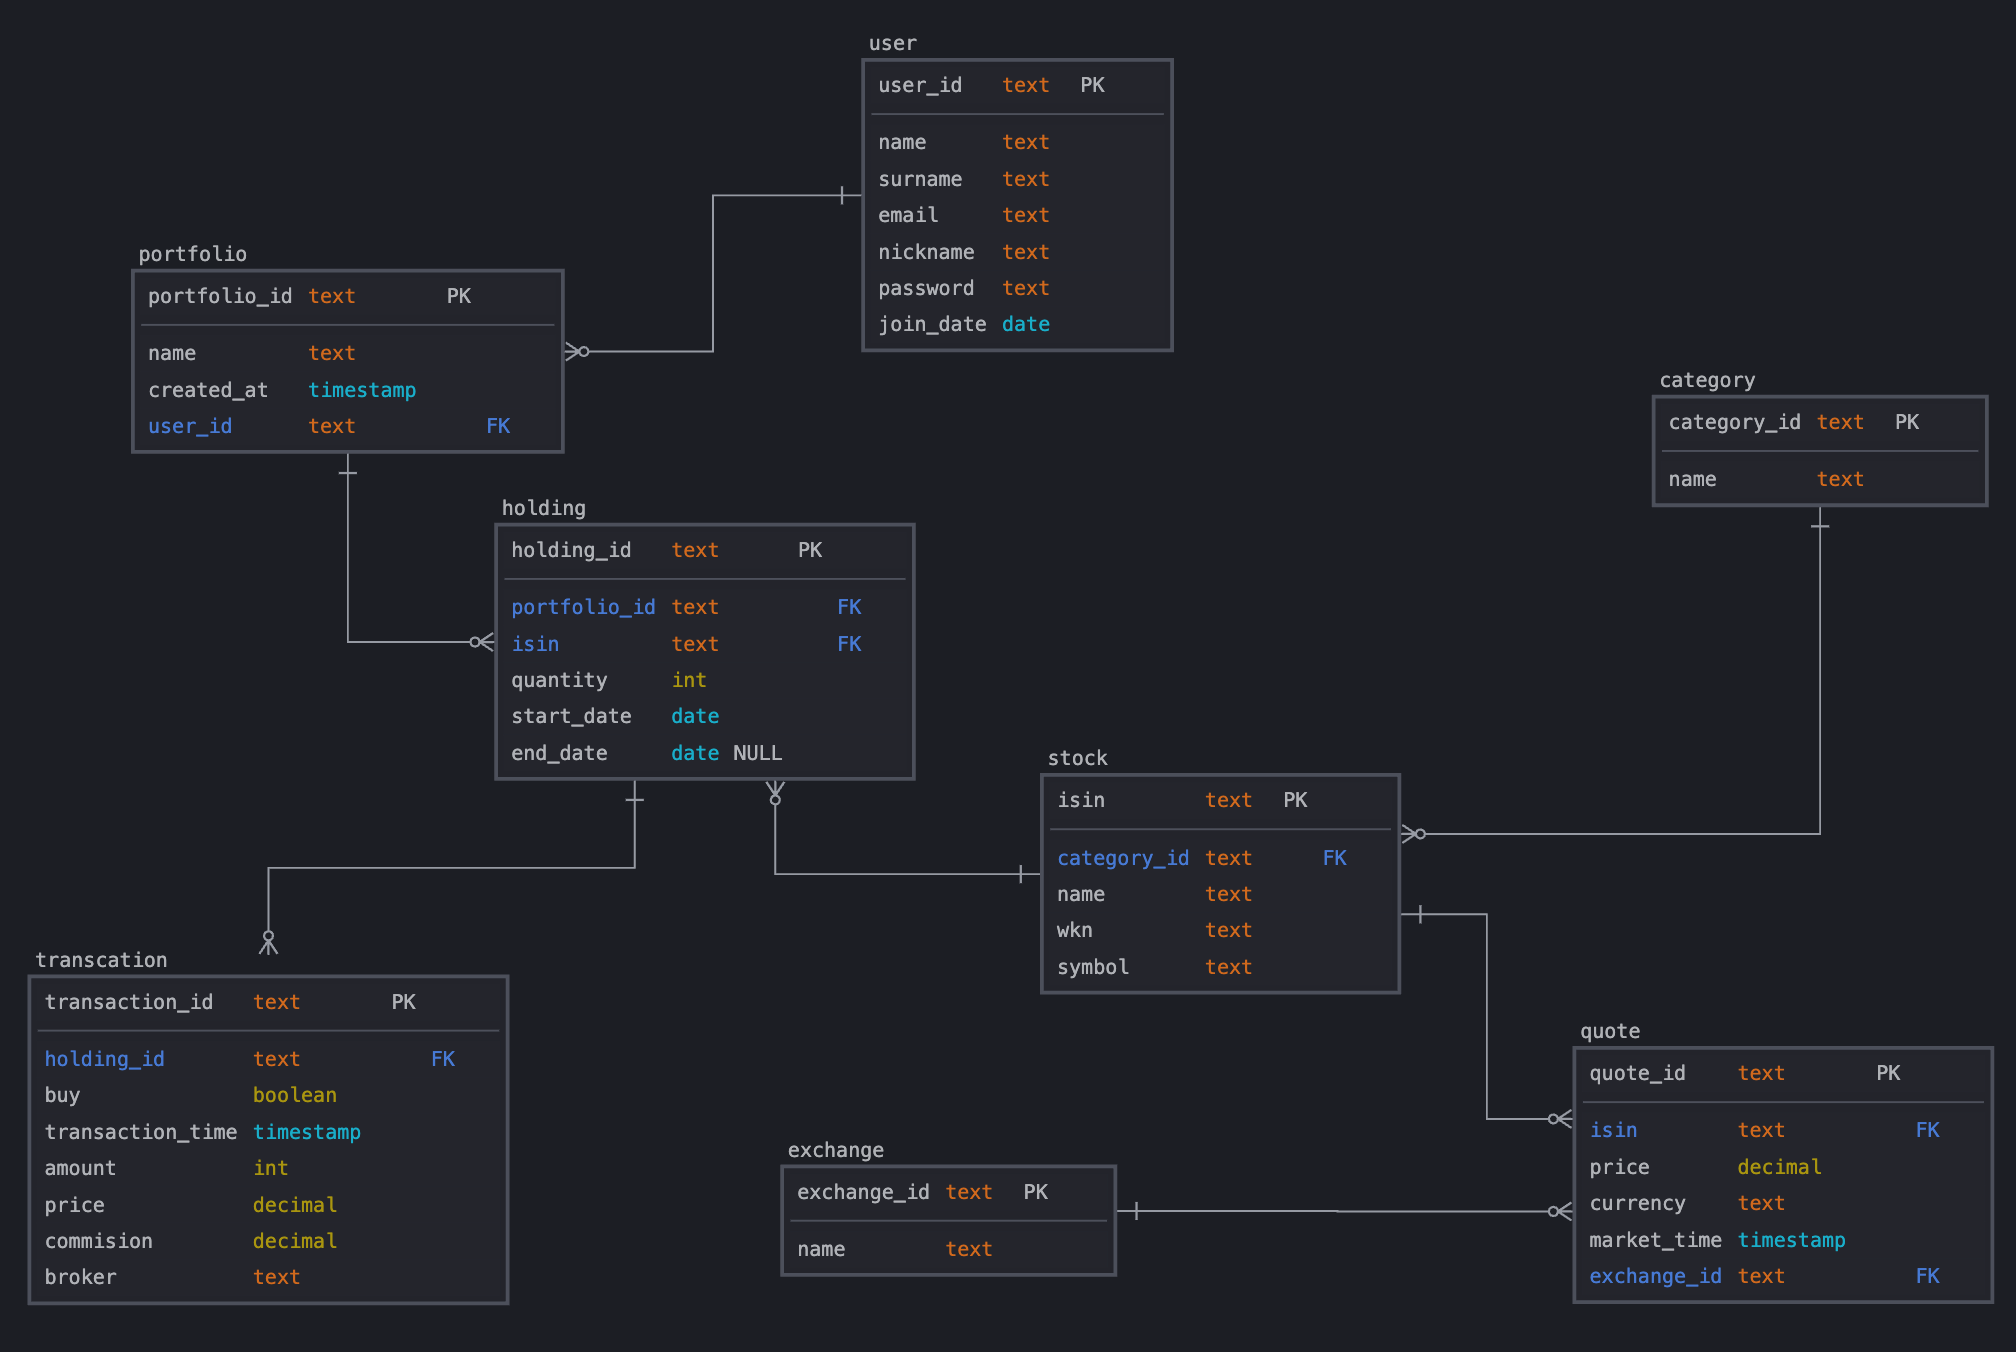 user
user_id text PK
name text
surname text
email text
nickname text
password text
join_date date
portfolio
portfolio_id text PK
name text
created_at timestamp
user_id text FK
category
category_id text PK
name text
holding
holding_id text PK
portfolio_id text FK
isin text FK
quantity int
start_date date
end_date date NULL
stock
isin text PK
category_id text FK
name text
wkn text
symbol text
transcation
transaction_id text PK
holding_id text FK
buy boolean
transaction_time timestamp
amount int
price decimal
commision decimal
broker text
quote
quote_id text PK
isin text FK
price decimal
currency text
market_time timestamp
exchange_id text FK
exchange
exchange_id text PK
name text